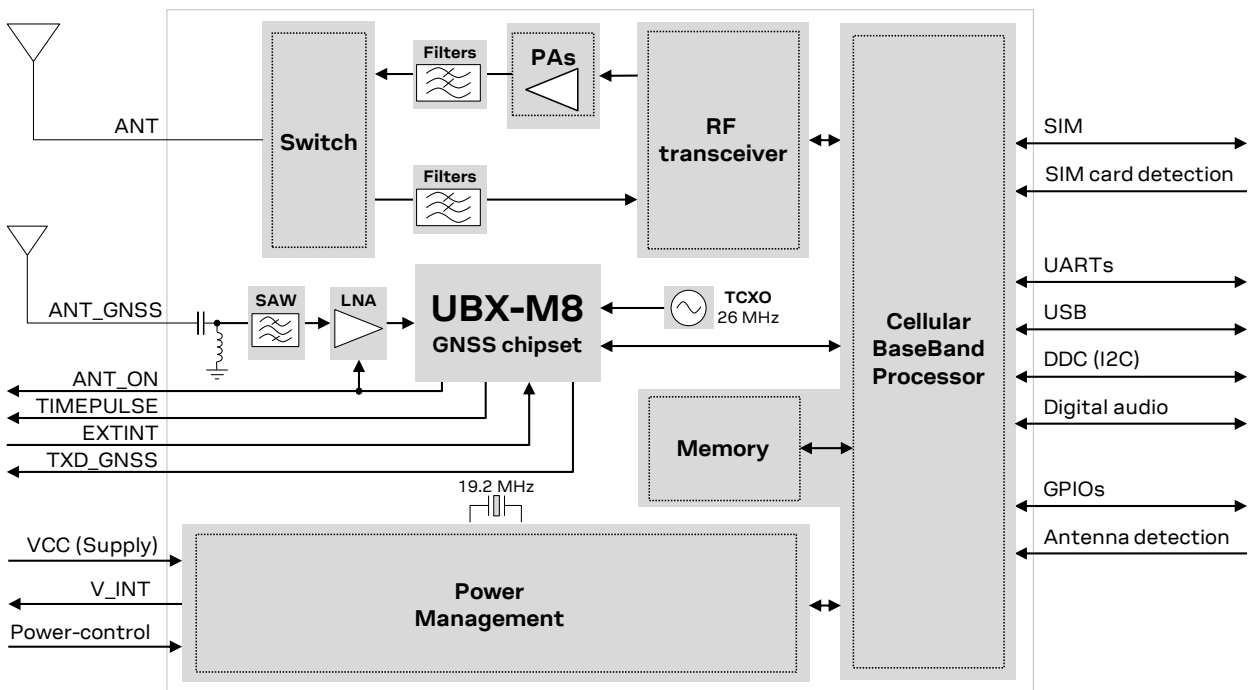 Filters
PAs
ANT
Switch
RF
transceiver
SIM
Filters
SIM card detection
ANT_GNSS
SAW
LNA
UBX-M8
GNSS chipset
TCXO
26 MHz
Cellular
BaseBand
Processor
UARTs
USB
DDC (I2C)
Digital audio
ANT_ON
TIMEPULSE
EXTINT
TXD_GNSS
Memory
19.2 MHz
GPIOs
Antenna detection
VCC (Supply)
V_INT
Power-control
Power
Management